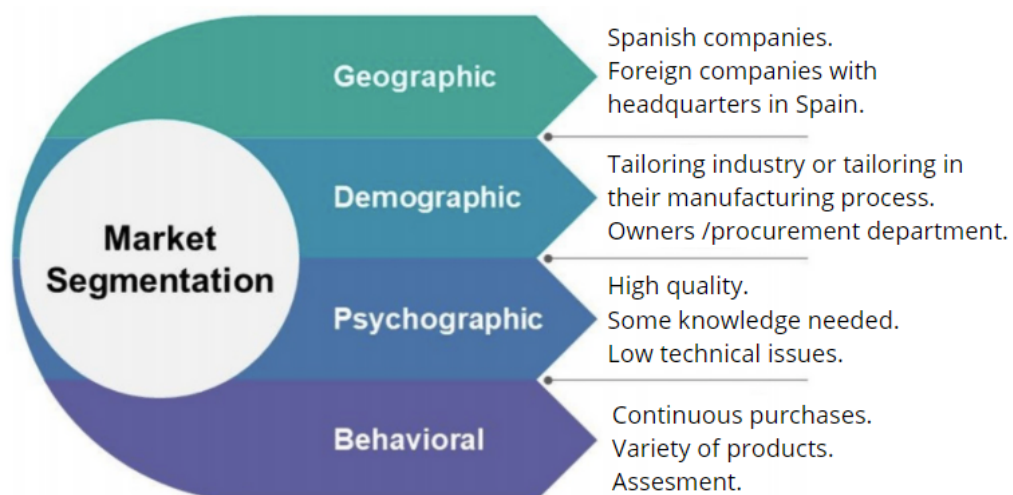 Market
Segmentation
Geographic
Spanish companies.
Foreign companies with
headquarters in Spain.
Demographic
Tailoring industry or tailoring in
their manufacturing process.
Owners /procurement department.
Psychographic
High quality.
Some knowledge needed.
Low technical issues.
Behavioral
Continuous purchases.
Variety of products.
Assesment.